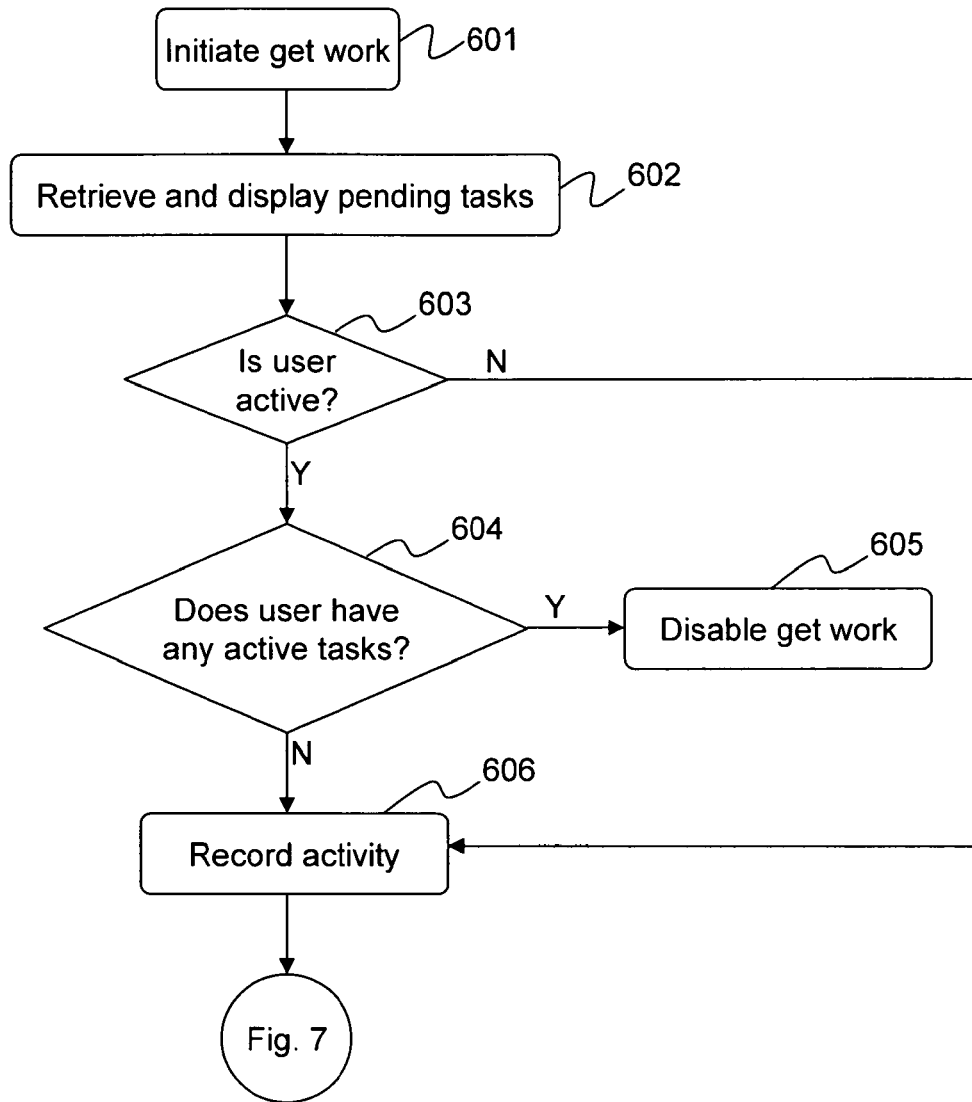 Initiate get work
601
Retrieve and display pending tasks
602
603
Is user
active?
N
Y
604
Does user have
any active tasks?
Y
605
Disable get work
N
606
Record activity
Fig. 7